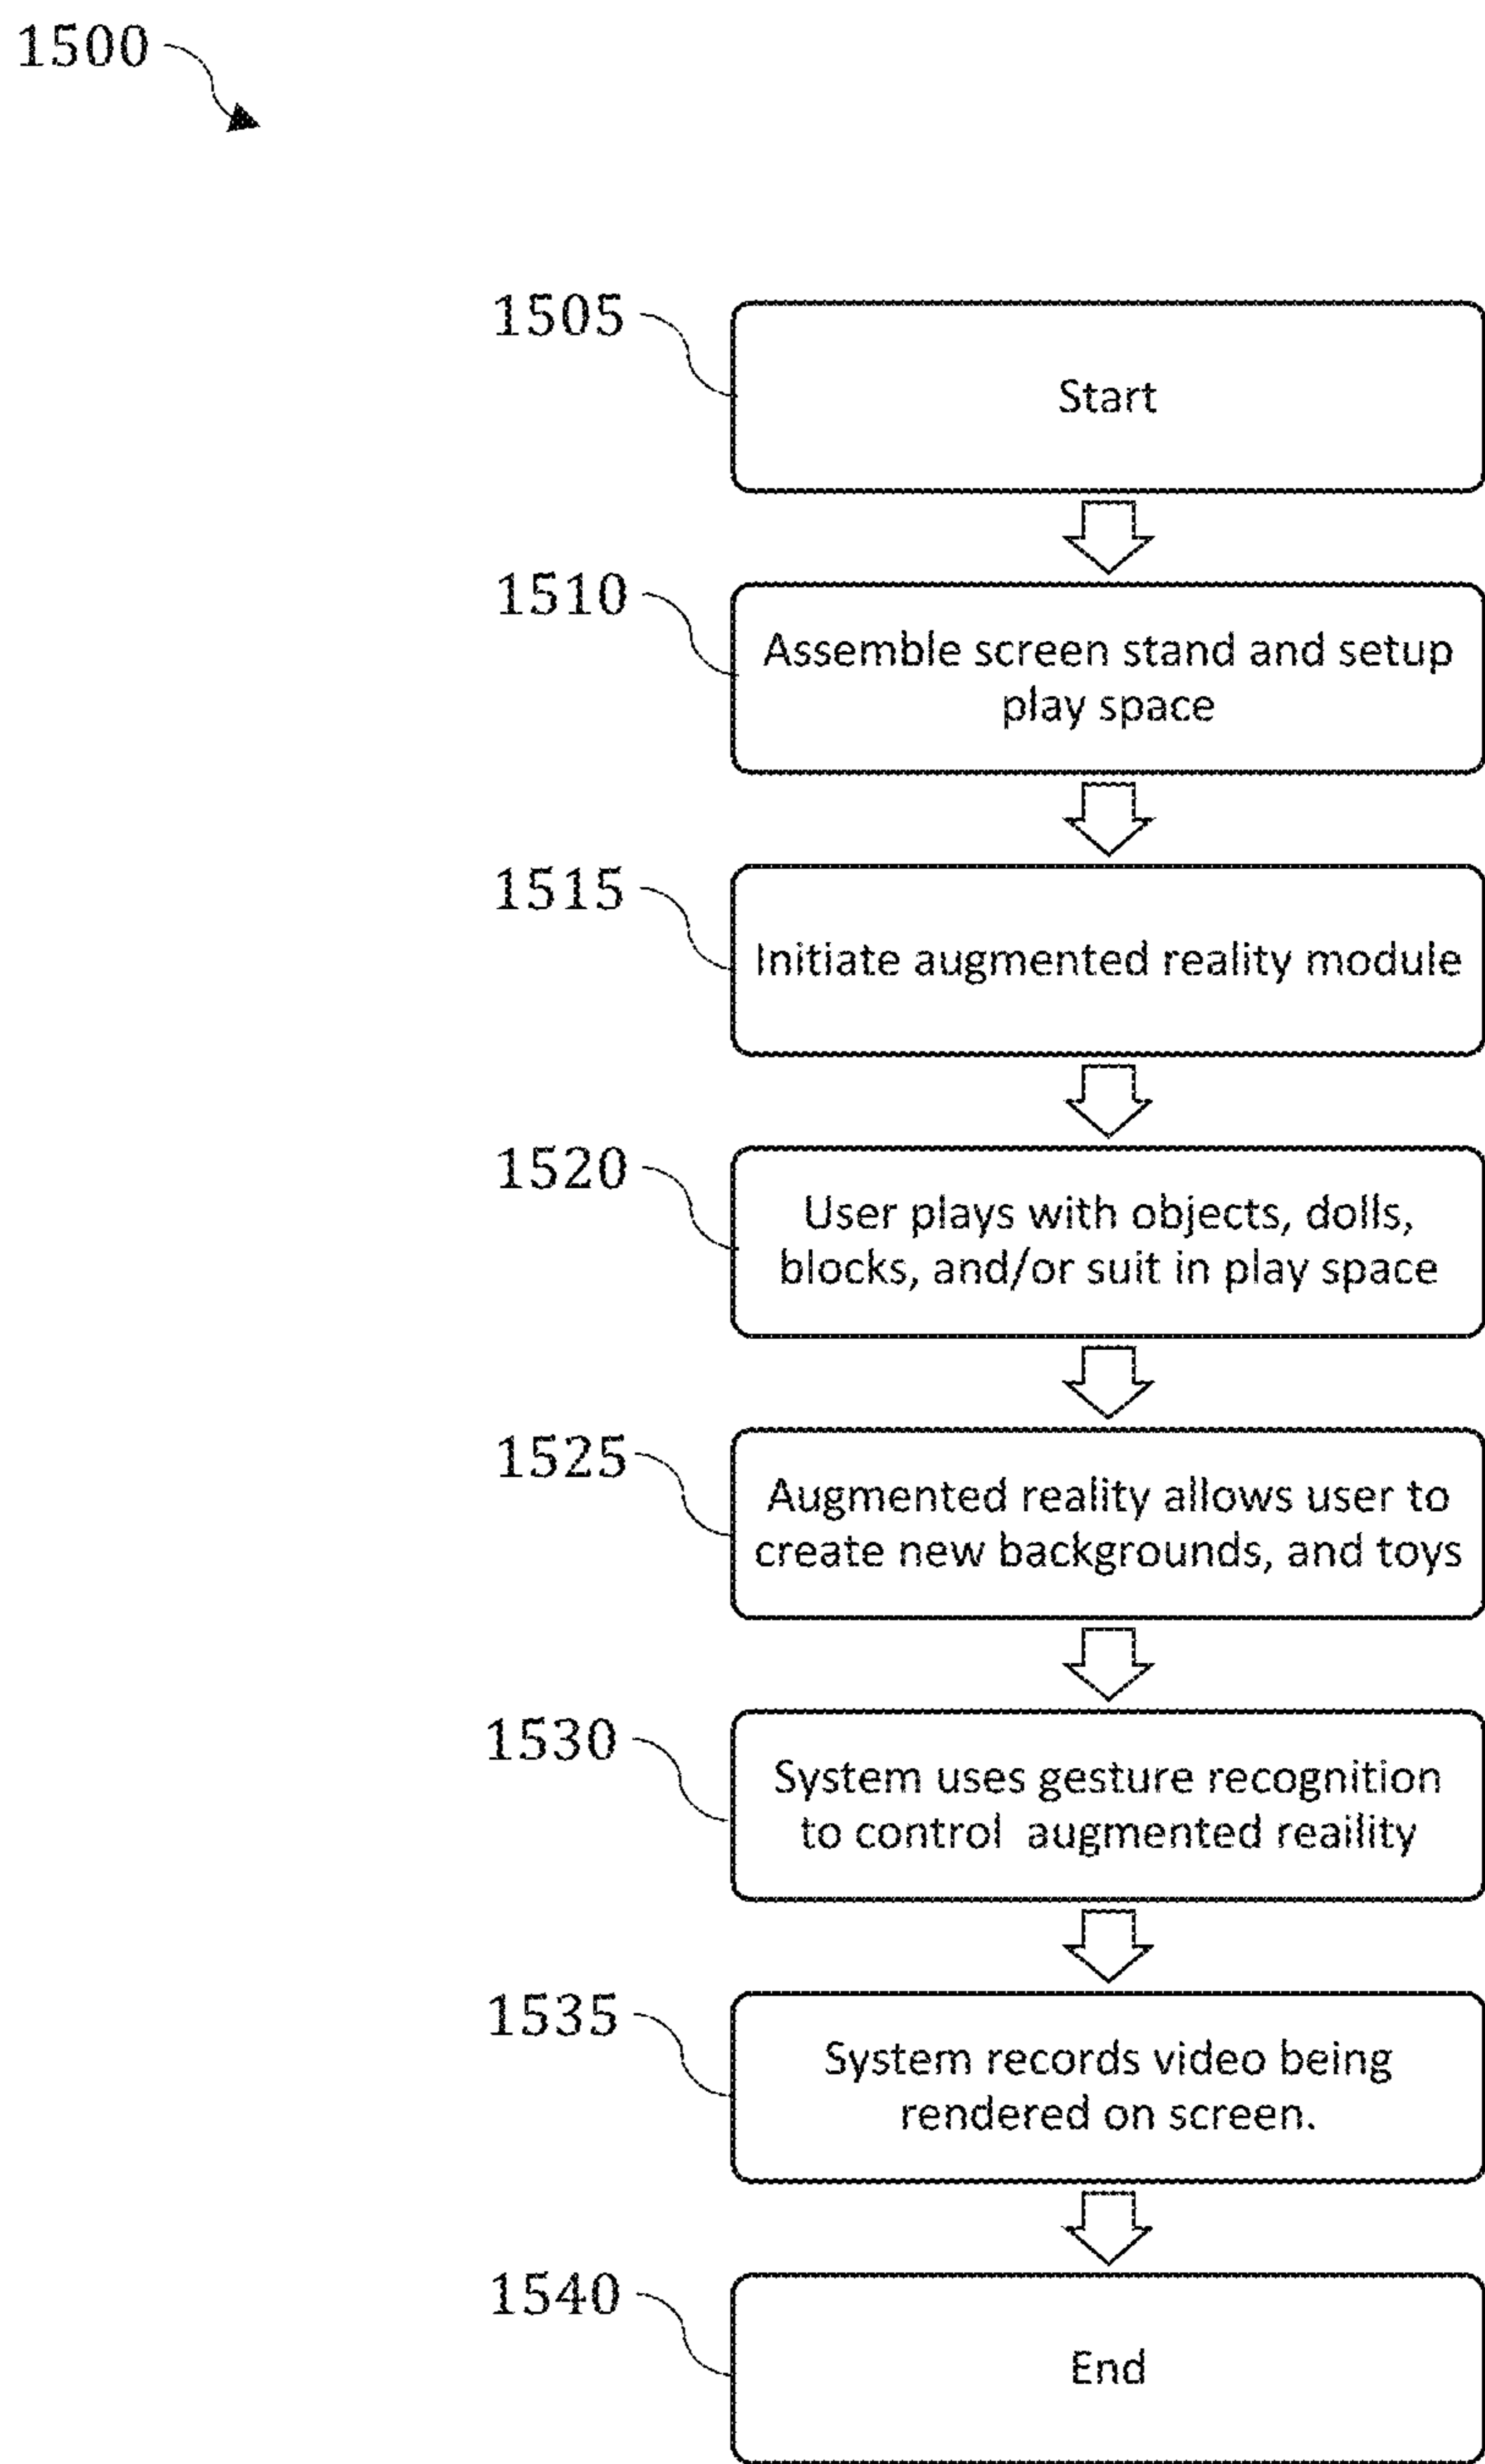 1500
1505
Start
1510
Assemble screen stand and setup
play space
1515
Initiate augmented reality module
1520
User plays with objects, dolls,
blocks, and/or suit in play space
1525
Augmented reality allows user to
create new backgrounds, and toys
1530
System uses gesture recognition
to control augmented reaility
1535
System records video being
rendered on screen.
1540
End